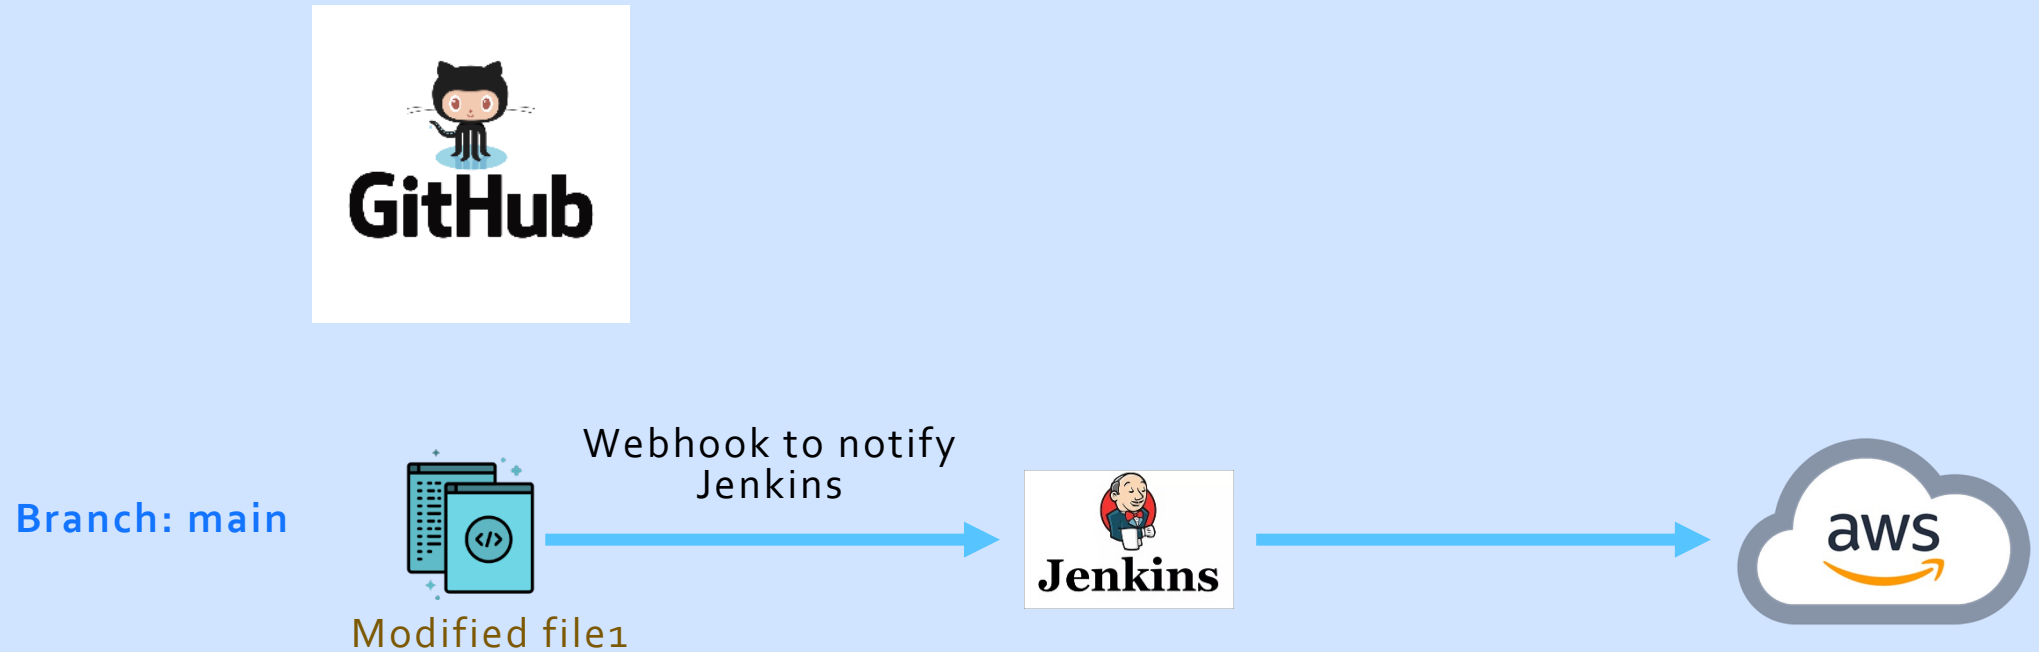 GitHub
Webhook to notify
Jenkins
Branch: main
</>
Jenkins
aws
Modified file1